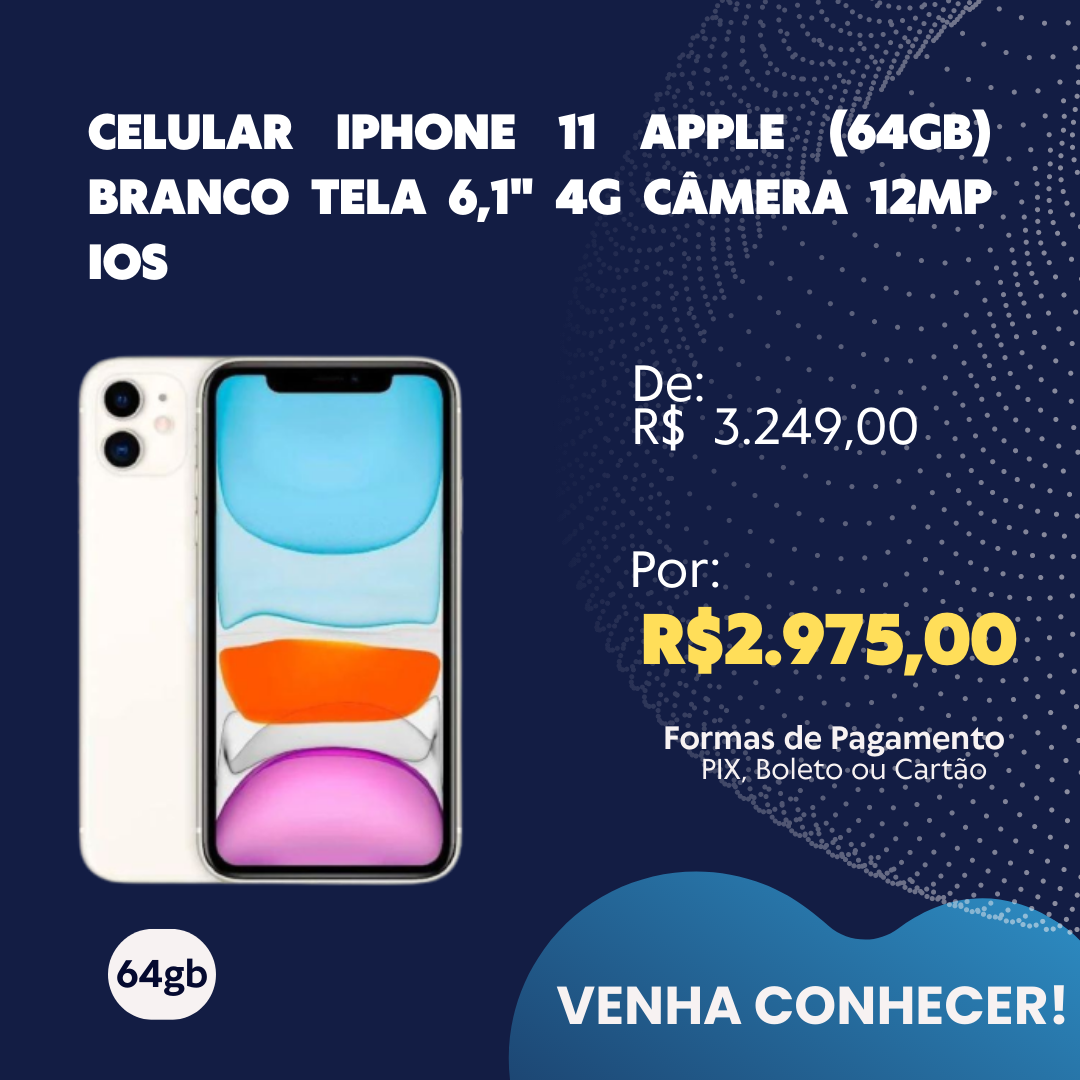 CELULAR IPHONE 11 APPLE (64GB)
BRANCO TELA 6,1" 4G CÂMERA 12MP
IOS
De:
R$ 3.249,00
Por:
R$2.975,00
Formas de Pagamento
PIX, Boleto ou Cartão
64gb
VENHA CONHECER!